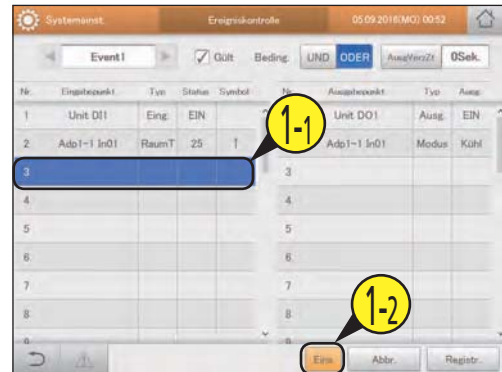 Systemeinst. Ereigniskontrolle 05.09.2016(MO) 00:52
Event1 Gült Beding. UND ODER AusgVerzZt 0Sek.
Nr. Eingabepunkt Typ Status Symbol Nr. Ausgabepunkt Typ Ausg.
1 Unit DI1 Eing. EIN Unit DO1 Ausg. EIN
2 Adp1-1 In01 RaumT 25 ↑ Adp1-1 In01 Modus Kühl
1-1
3 3
4 4
5 5
6 6
7 7
8 8
1-2
Einst. Abbr. Registr.